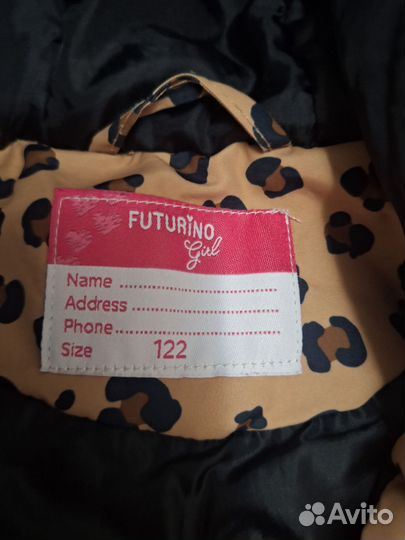 FUTURiNO
Girl
Name
Address
Phone
Size 122
Avito